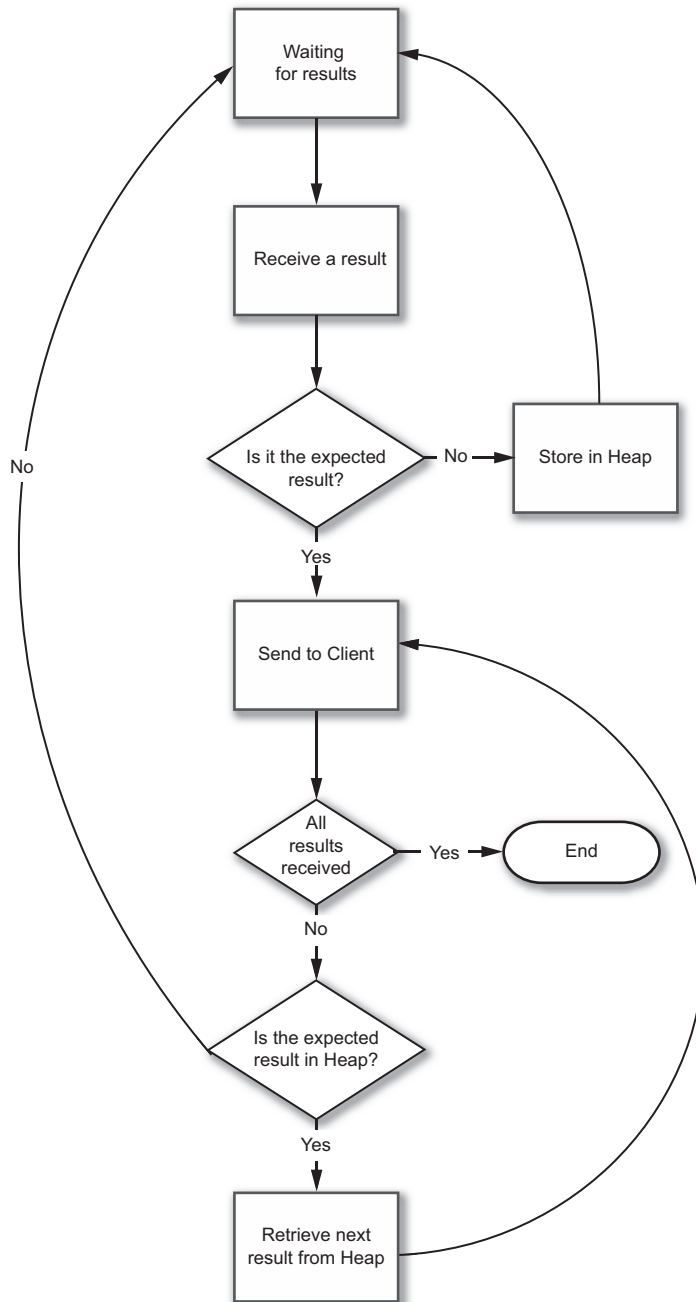 Waiting
for results
Receive a result
Is it the expected
result?
No
Store in Heap
No
Yes
Send to Client
All
results
received
Yes
End
No
Is the expected
result in Heap?
Yes
Retrieve next
result from Heap